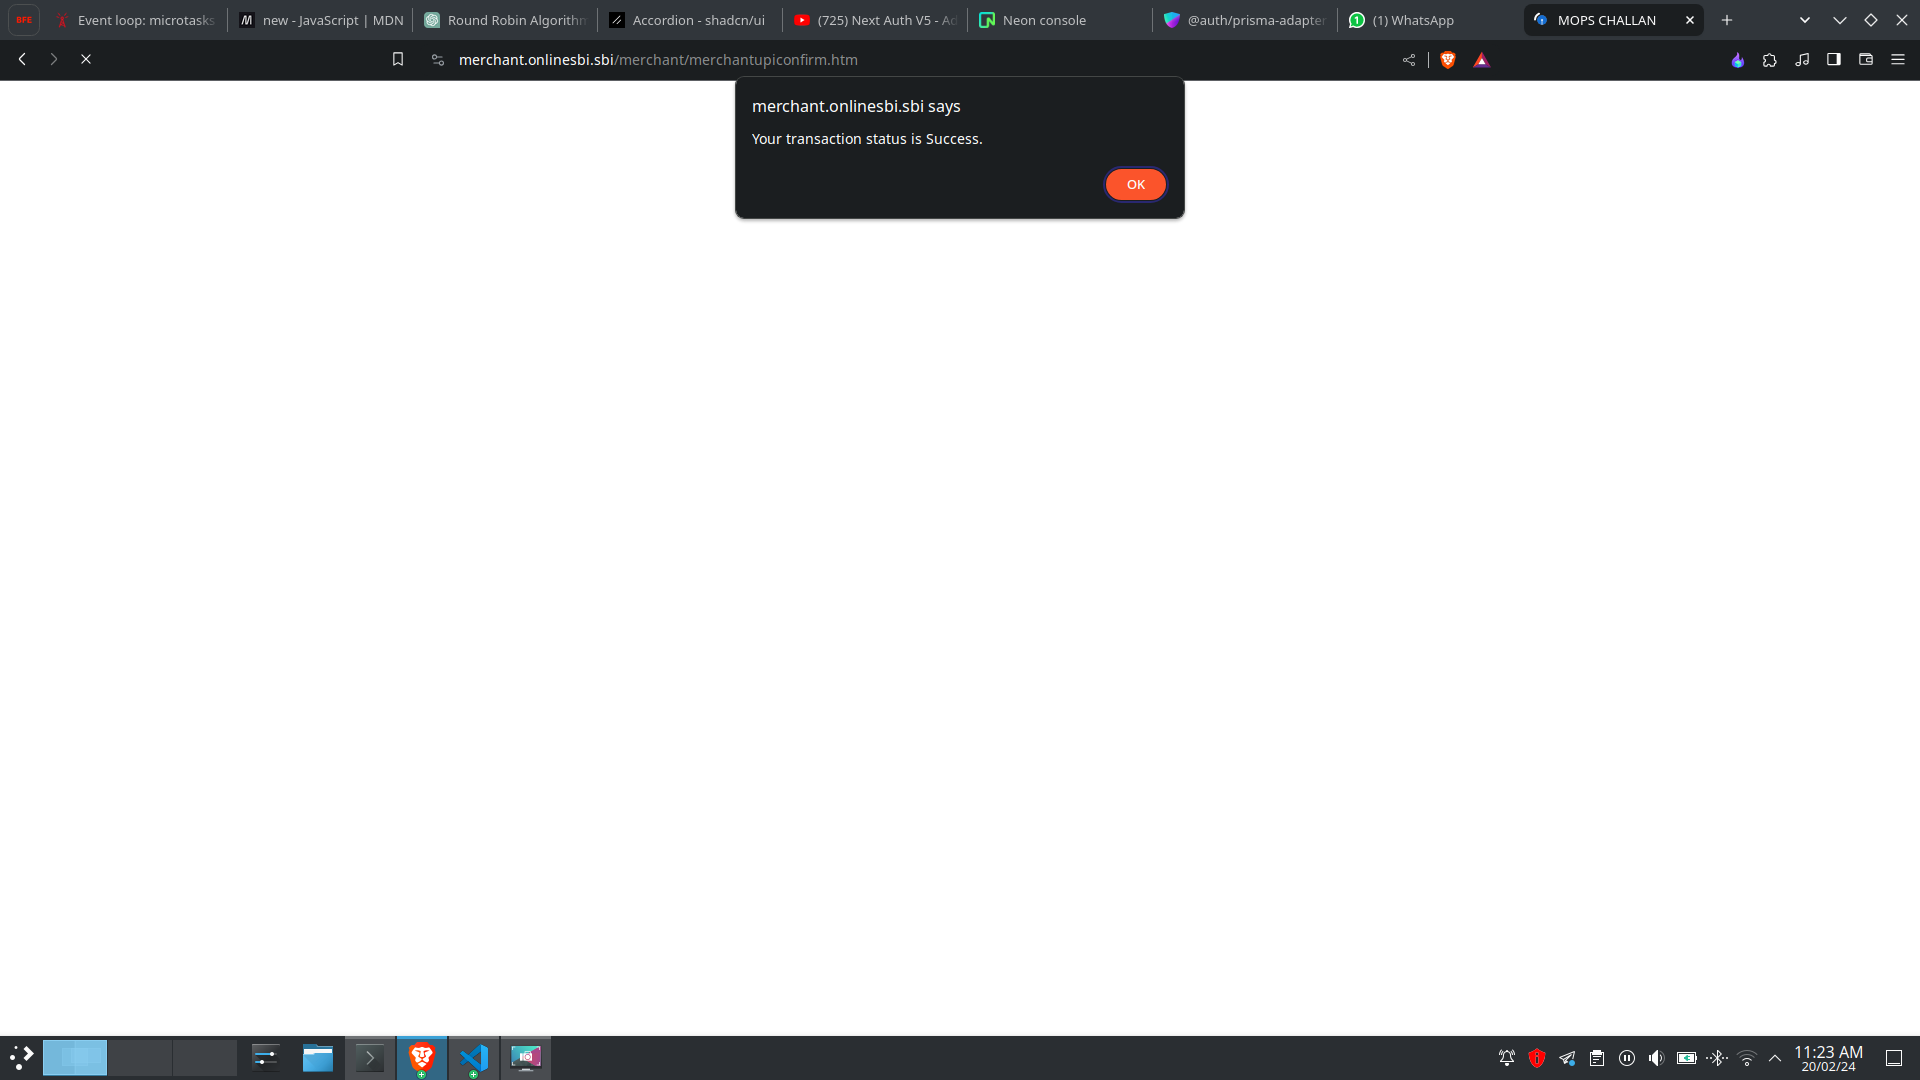 BFE
Event loop: microtasks
new - JavaScript | MDN
Round Robin Algorithm
Accordion - shadcn/ui
(725) Next Auth V5 - Ad
Neon console
@auth/prisma-adapter
1
(1) WhatsApp
MOPS CHALLAN
merchant.onlinesbi.sbi/merchant/merchantupiconfirm.htm
merchant.onlinesbi.sbi says
Your transaction status is Success.
OK
11:23 AM
20/02/24